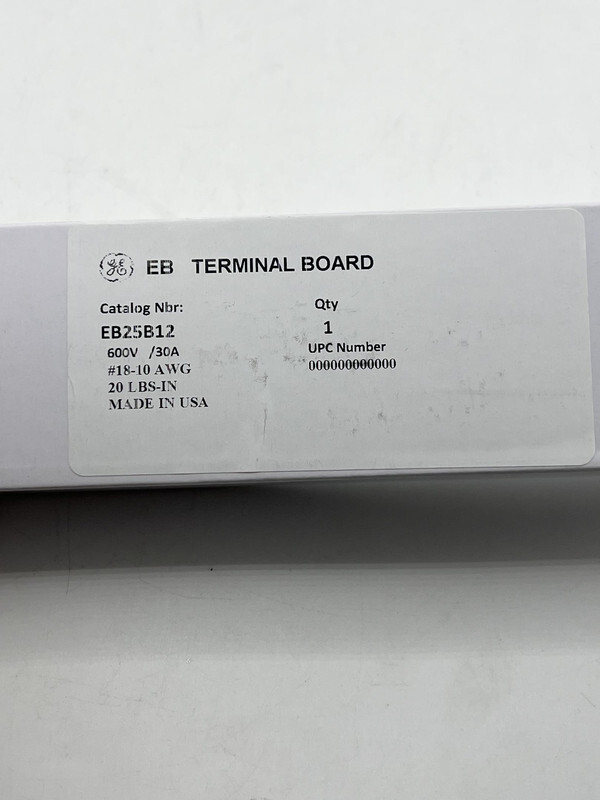 GE EB TERMINAL BOARD
Catalog Nbr: Qty
EB25B12 1
600V /30A UPC Number
#18-10 AWG 000000000000
20 LBS-IN
MADE IN USA